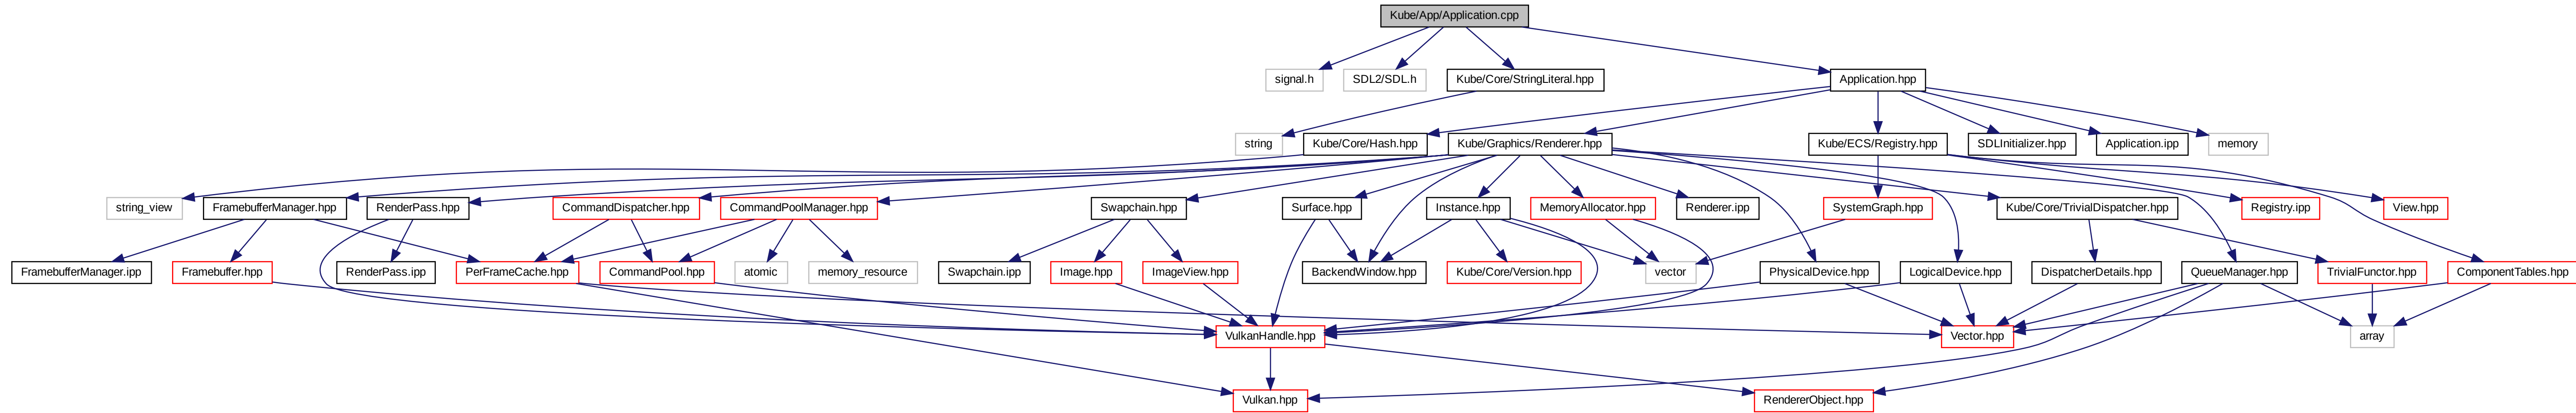 Kube/App/Application.cpp
signal.h
SDL2/SDL.h
Kube/Core/StringLiteral.hpp
Application.hpp
string
Kube/Core/Hash.hpp
Kube/Graphics/Renderer.hpp
Kube/ECS/Registry.hpp
SDLInitializer.hpp
Application.ipp
memory
string_view
FramebufferManager.hpp
RenderPass.hpp
CommandDispatcher.hpp
CommandPoolManager.hpp
Swapchain.hpp
Surface.hpp
Instance.hpp
MemoryAllocator.hpp
Renderer.ipp
SystemGraph.hpp
Kube/Core/TrivialDispatcher.hpp
Registry.ipp
View.hpp
FramebufferManager.ipp
Framebuffer.hpp
RenderPass.ipp
PerFrameCache.hpp
CommandPool.hpp
atomic
memory_resource
Swapchain.ipp
Image.hpp
ImageView.hpp
BackendWindow.hpp
Kube/Core/Version.hpp
vector
PhysicalDevice.hpp
LogicalDevice.hpp
DispatcherDetails.hpp
QueueManager.hpp
TrivialFunctor.hpp
ComponentTables.hpp
VulkanHandle.hpp
Vector.hpp
array
Vulkan.hpp
RendererObject.hpp